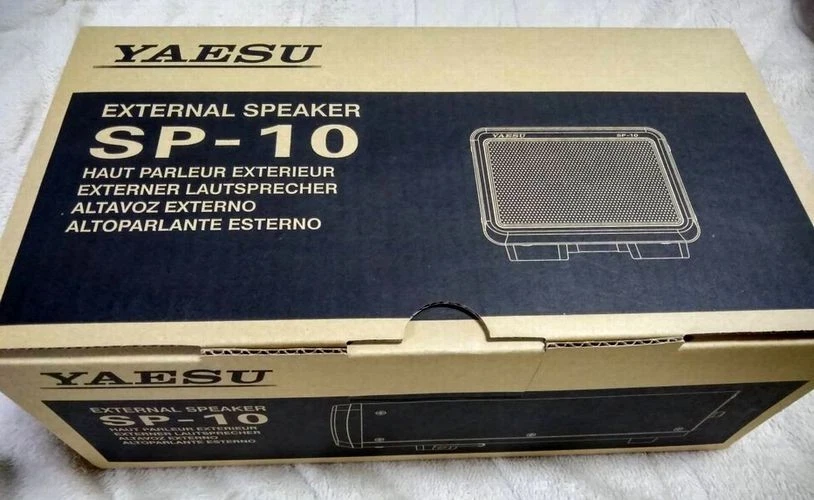 YAESU
EXTERNAL SPEAKER
SP-10
HAUT PARLEUR EXTERIEUR
EXTERNER LAUTSPRECHER
ALTAVOZ EXTERNO
ALTOPARLANTE ESTERNO
YAESU SP-10
YAESU
EXTERNAL SPEAKER
SP-10
HAUT PARLEUR EXTERIEUR
EXTERNER LAUTSPRECHER
ALTAVOZ EXTERNO
ALTOPARLANTE ESTERNO